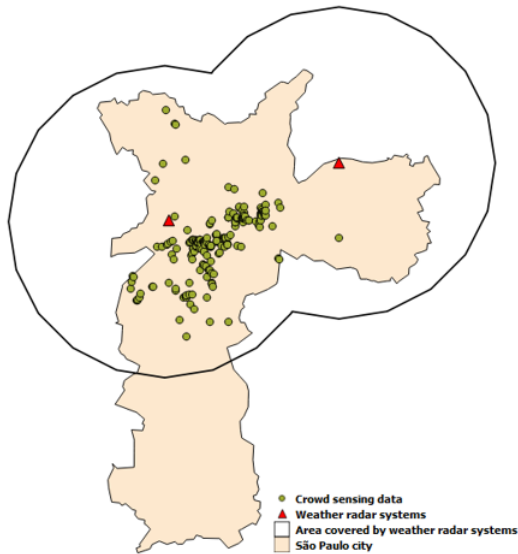 Crowd sensing data
Weather radar systems
Area covered by weather radar systems
São Paulo city